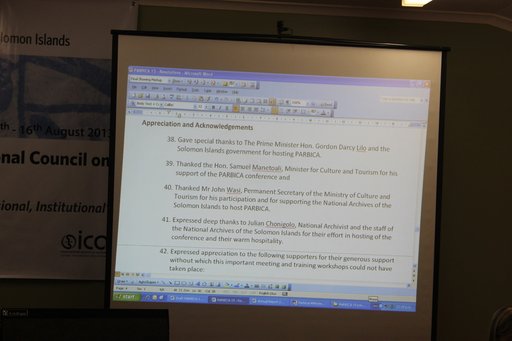 olomon Islands
16th August 2013
nal Council on
ional, Institutional
ica
PARBICA 15 - Resolutions - Microsoft Word
Appreciation and Acknowledgements
38. Gave special thanks to The Prime Minister Hon. Gordon Darcy Lilo and the
Solomon Islands government for hosting PARBICA.
39. Thanked the Hon. Samuel Manetoali, Minister for Culture and Tourism for his
support of the PARBICA conference and
40. Thanked Mr John Wasi, Permanent Secretary of the Ministry of Culture and
Tourism for his participation and for supporting the National Archives of the
Solomon Islands to host PARBICA.
41. Expressed deep thanks to Julian Chonigolo, National Archivist and the staff of
the National Archives of the Solomon Islands for their effort in hosting of the
conference and their warm hospitality.
42. Expressed appreciation to the following supporters for their generous support
without which this important meeting and training workshops could not have
taken place:
start